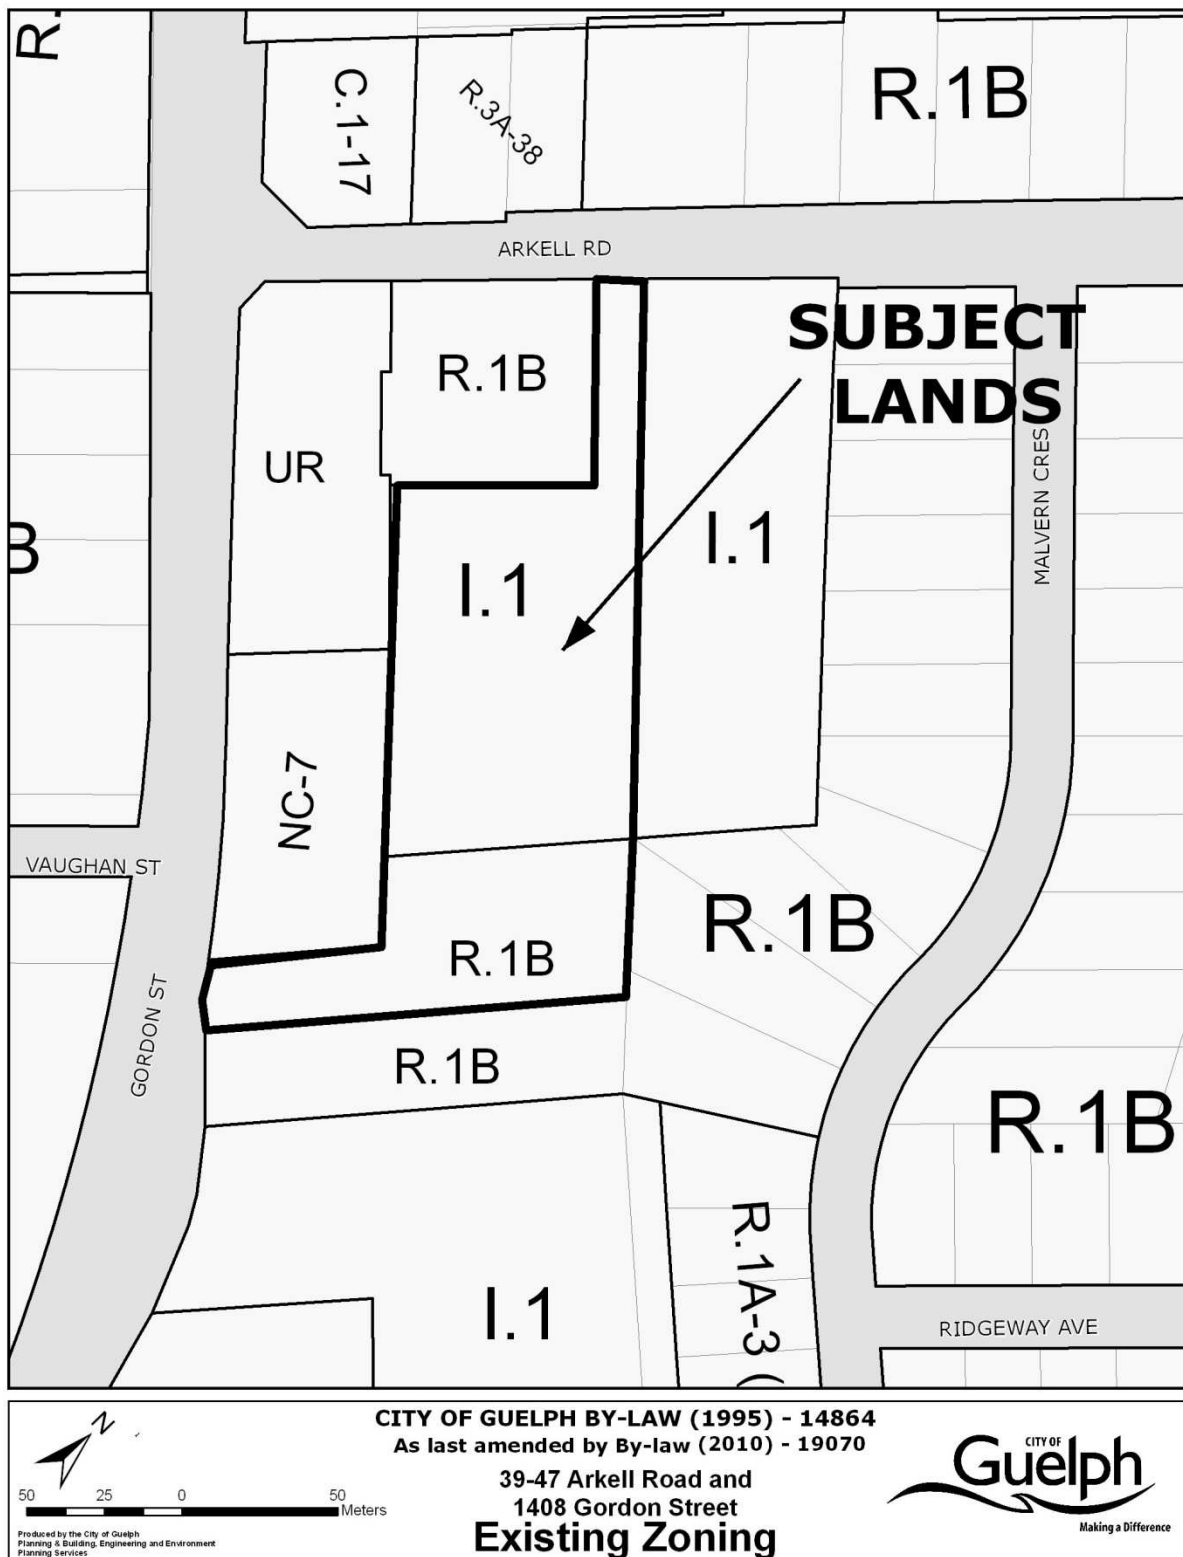 R.
C.1-17
R.3A-38
R.1B
ARKELL RD
SUBJECT
LANDS
R.1B
UR
MALVERN CRES
B
I.1
I.1
NC-7
VAUGHAN ST
R.1B
R.1B
GORDON ST
R.1B
R.1B
R.1A-3 (
I.1
RIDGEWAY AVE
N
CITY OF GUELPH BY-LAW (1995) - 14864
As last amended by By-law (2010) - 19070
39-47 Arkell Road and
1408 Gordon Street
Existing Zoning
50 25 0 50
Meters
Produced by the City of Guelph
Planning & Building, Engineering and Environment
Planning Services
CITY OF
Guelph
Making a Difference